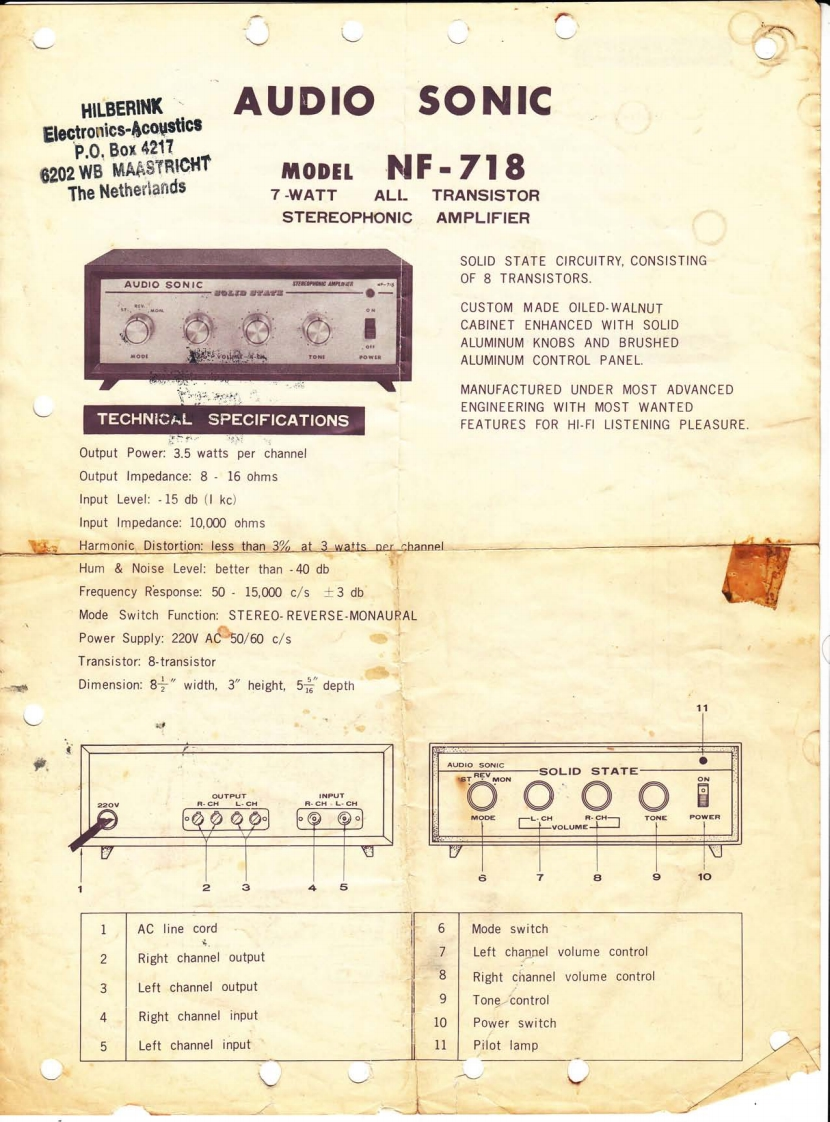 HILBERINK
Electronics-Acoustics
P.O. Box 4217
6202 WB MAASTRICHT
The Netherlands
AUDIO SONIC
MODEL NF-718
7-WATT ALL TRANSISTOR
STEREOPHONIC AMPLIFIER
AUDIO SONIC
SOLID STATE
STEREOPHONIC AMPLIFIER NF-718
ST. REV. MON.
ON
OFF
MODE VOLUME TONE POWER
SOLID STATE CIRCUITRY, CONSISTING
OF 8 TRANSISTORS.
CUSTOM MADE OILED-WALNUT
CABINET ENHANCED WITH SOLID
ALUMINUM KNOBS AND BRUSHED
ALUMINUM CONTROL PANEL.
MANUFACTURED UNDER MOST ADVANCED
ENGINEERING WITH MOST WANTED
FEATURES FOR HI-FI LISTENING PLEASURE.
TECHNICAL SPECIFICATIONS
Output Power: 3.5 watts per channel
Output Impedance: 8 - 16 ohms
Input Level: -15 db (I kc)
Input Impedance: 10,000 ohms
Harmonic Distortion: less than 3% at 3 watts per channel
Hum & Noise Level: better than -40 db
Frequency Response: 50 - 15,000 c/s ±3 db
Mode Switch Function: STEREO-REVERSE-MONAURAL
Power Supply: 220V AC 50/60 c/s
Transistor: 8-transistor
Dimension: 8 1/2" width, 3" height, 5 5/16" depth
220V
OUTPUT
R-CH L-CH
INPUT
R-CH L-CH
1 2 3 4 5
11
AUDIO SONIC
SOLID STATE
ST REV MON
ON
MODE L-CH R-CH TONE POWER
VOLUME
6 7 8 9 10
1 AC line cord
2 Right channel output
3 Left channel output
4 Right channel input
5 Left channel input
6 Mode switch
7 Left channel volume control
8 Right channel volume control
9 Tone control
10 Power switch
11 Pilot lamp